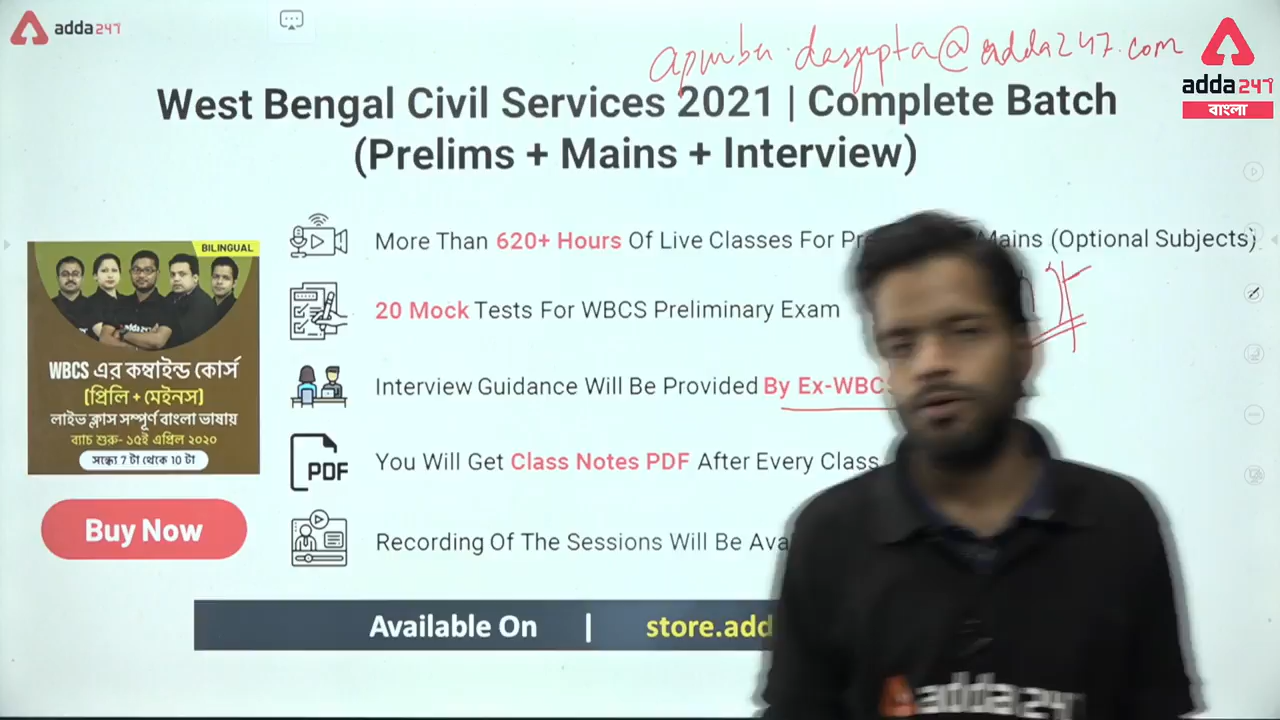 adda247
apurba.dasgupta@adda247.com
adda247
বাংলা
West Bengal Civil Services 2021 | Complete Batch
(Prelims + Mains + Interview)
More Than 620+ Hours Of Live Classes For Mains (Optional Subjects)
20 Mock Tests For WBCS Preliminary Exam
Interview Guidance Will Be Provided By Ex-WBCS
You Will Get Class Notes PDF After Every Class
Recording Of The Sessions Will Be
PDF
BILINGUAL
adda247
WBCS এর কম্বাইন্ড কোর্স
(প্রিলি + মেইনস)
লাইভ ক্লাস সম্পূর্ণ বাংলা ভাষায়
ব্যাচ শুরু- ১৫ই এপ্রিল ২০২০
সন্ধ্যে 7 টা থেকে 10 টা
Buy Now
Available On | store.add
adda247